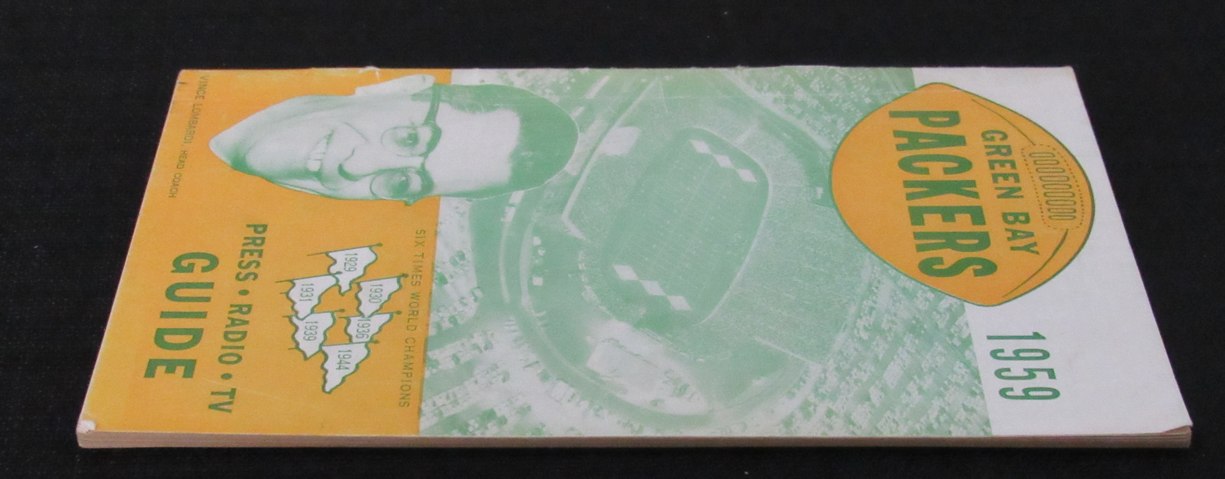 GREEN BAY
PACKERS
1959
SIX TIMES WORLD CHAMPIONS
1929
1930
1931
1936
1939
1944
PRESS • RADIO • TV
GUIDE
VINCE LOMBARDI, HEAD COACH